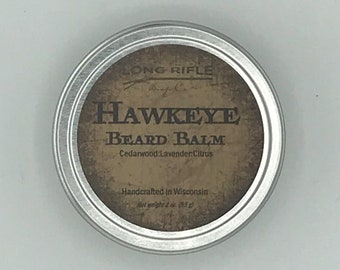 LONG RIFLE
HAWKEYE
BEARD BALM
Cedarwood:Lavender:Citrus
Handcrafted in Wisconsin
Net weight 2 oz.